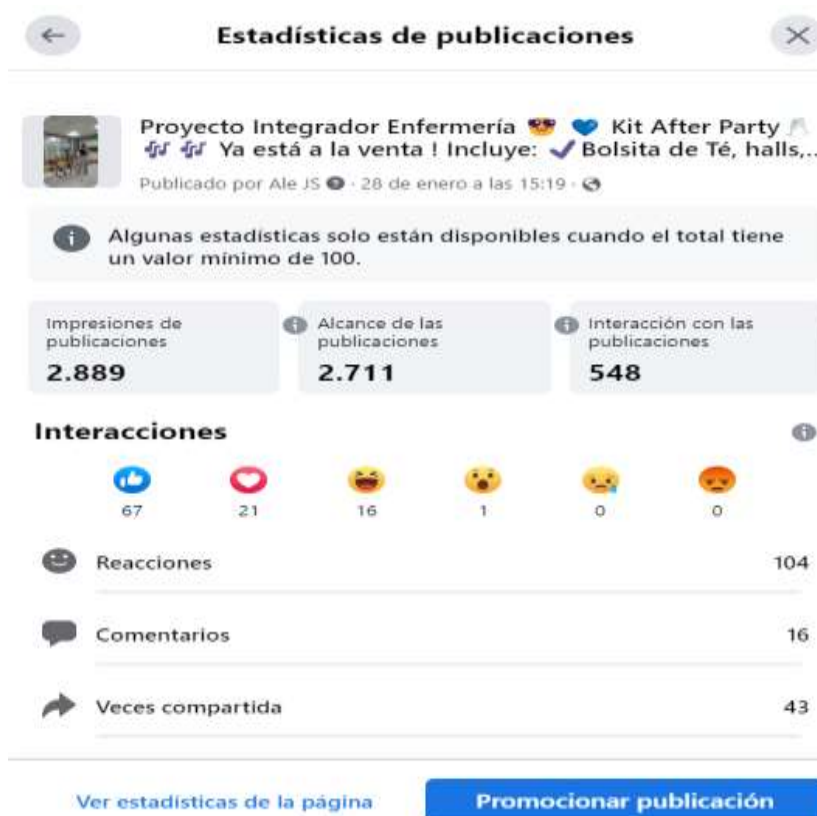 Estadísticas de publicaciones
Proyecto Integrador Enfermería 😎 💙 Kit After Party 🥂
🎶 🎶 Ya está a la venta ! Incluye: ✔️Bolsita de Té, halls,..
Publicado por Ale JS · 28 de enero a las 15:19 ·
Algunas estadísticas solo están disponibles cuando el total tiene
un valor mínimo de 100.
Impresiones de
publicaciones
2.889
Alcance de las
publicaciones
2.711
Interacción con las
publicaciones
548
Interacciones
67 21 16 1 0 0
Reacciones 104
Comentarios 16
Veces compartida 43
Ver estadísticas de la página Promocionar publicación